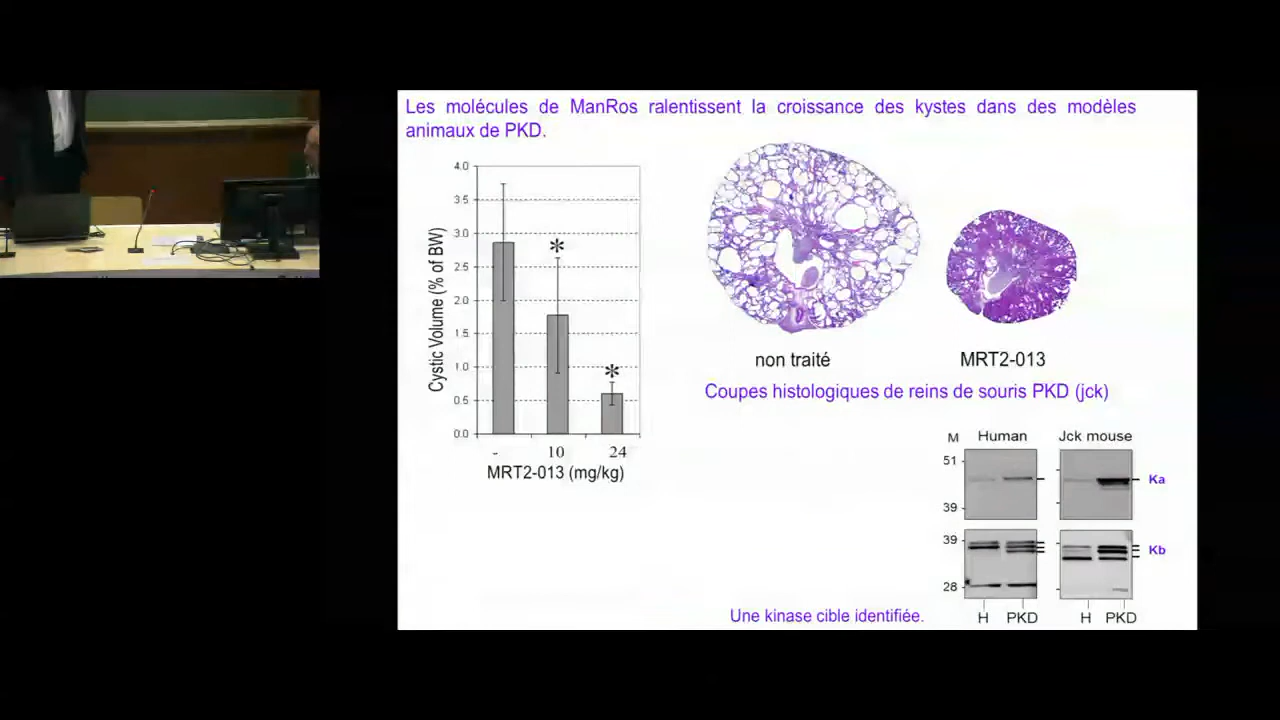 Les molécules de ManRos ralentissent la croissance des kystes dans des modèles
animaux de PKD.
Cystic Volume (% of BW)
4.0
3.5
3.0
2.5
2.0
1.5
1.0
0.5
0.0
*
*
- 10 24
MRT2-013 (mg/kg)
non traité MRT2-013
Coupes histologiques de reins de souris PKD (jck)
M Human Jck mouse
51
39
Ka
39
28
Kb
H PKD H PKD
Une kinase cible identifiée.